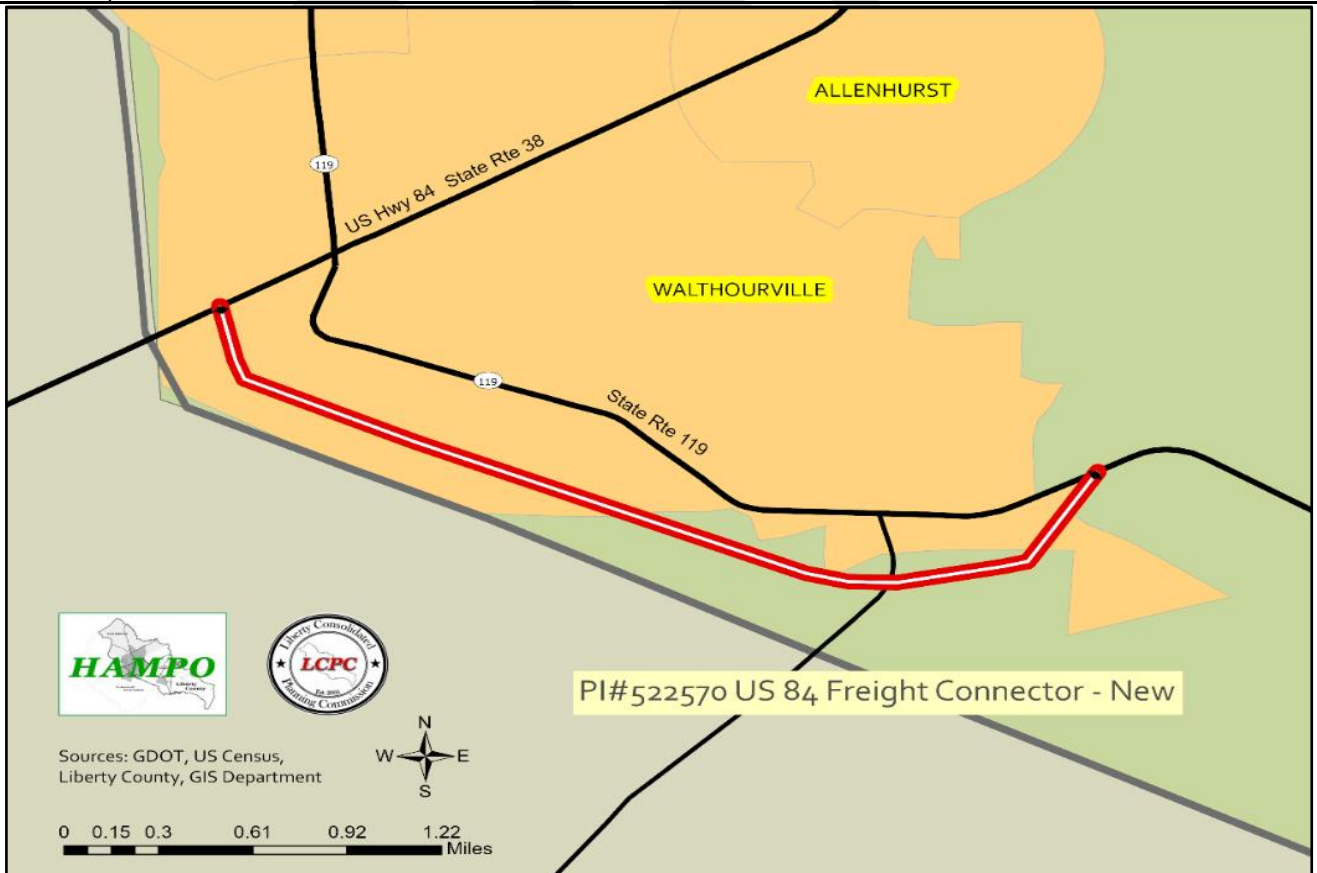 ALLENHURST
119
US Hwy 84 State Rte 38
WALTHOURVILLE
119
State Rte 119
HAMPO
Liberty
County
Liberty Consolidated
LCPC
Planning Commission
PI#522570 US 84 Freight Connector - New
Sources: GDOT, US Census,
Liberty County, GIS Department
N
W E
S
0 0.15 0.3 0.61 0.92 1.22
Miles